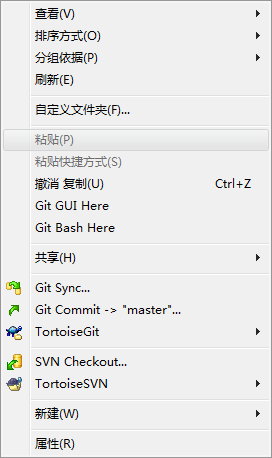 查看(V)
排序方式(O)
分组依据(P)
刷新(E)
自定义文件夹(F)...
粘贴(P)
粘贴快捷方式(S)
撤消 复制(U) Ctrl+Z
Git GUI Here
Git Bash Here
共享(H)
Git Sync...
Git Commit -> "master"...
TortoiseGit
SVN Checkout...
TortoiseSVN
新建(W)
属性(R)